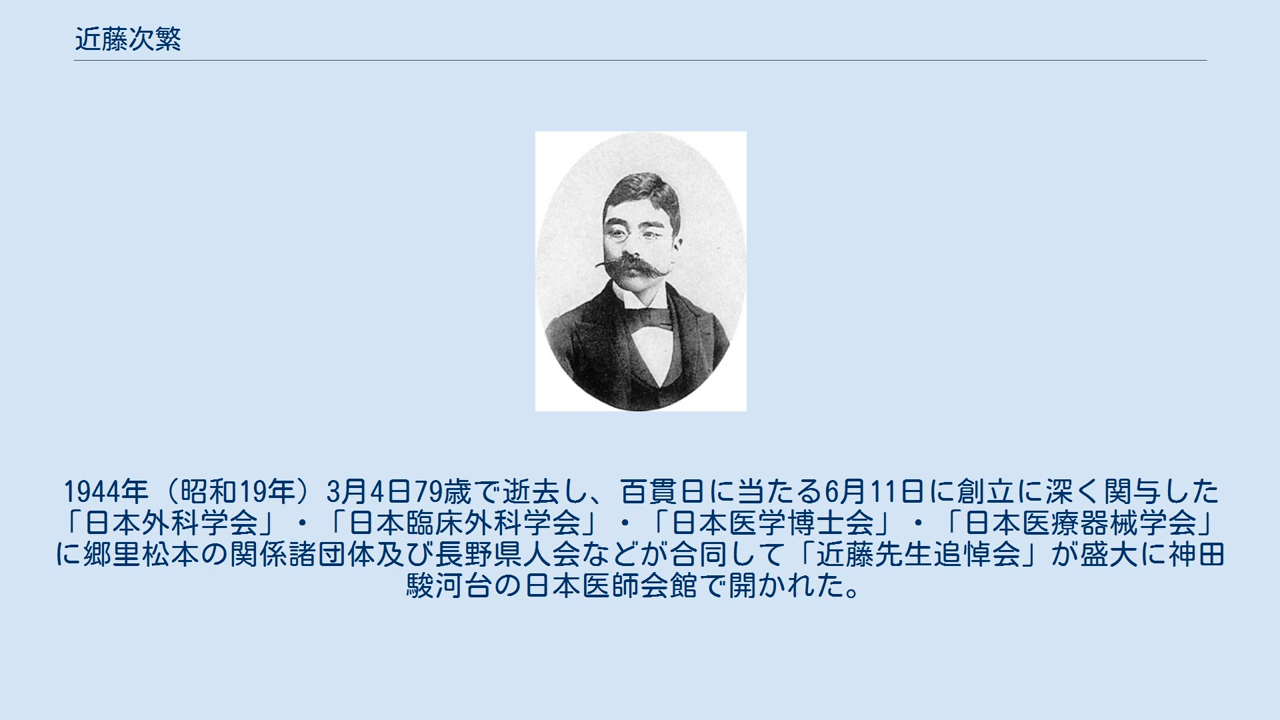 近藤次繁
1944年（昭和19年）3月4日79歳で逝去し、百貫日に当たる6月11日に創立に深く関与した
「日本外科学会」・「日本臨床外科学会」・「日本医学博士会」・「日本医療器械学会」
に郷里松本の関係諸団体及び長野県人会などが合同して「近藤先生追悼会」が盛大に神田
駿河台の日本医師会館で開かれた。